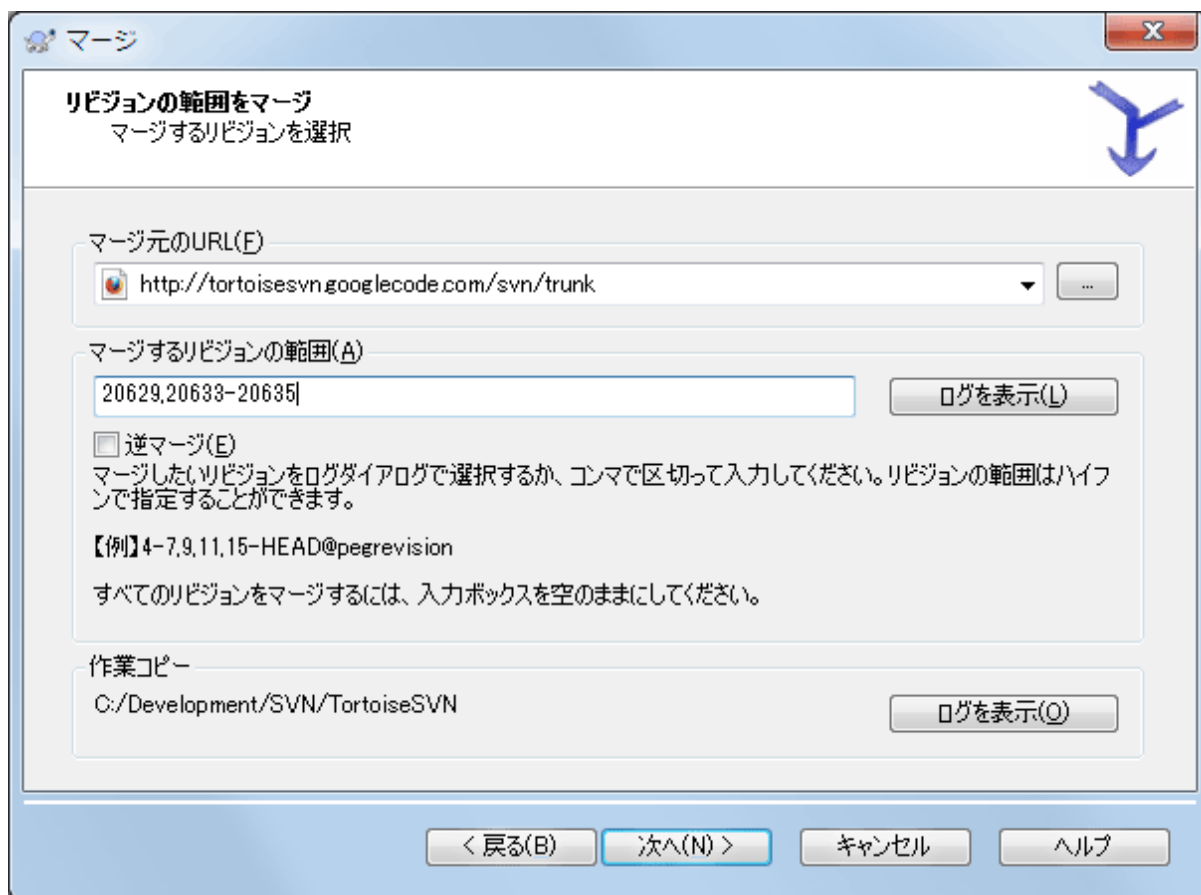 マージ
リビジョンの範囲をマージ
マージするリビジョンを選択
マージ元のURL(F)
http://tortoisesvn.googlecode.com/svn/trunk
...
マージするリビジョンの範囲(A)
20629,20633-20635
ログを表示(L)
逆マージ(E)
マージしたいリビジョンをログダイアログで選択するか、コンマで区切って入力してください。リビジョンの範囲はハイフ
ンで指定することができます。
【例】4-7,9,11,15-HEAD@pegrevision
すべてのリビジョンをマージするには、入力ボックスを空のままにしてください。
作業コピー
C:/Development/SVN/TortoiseSVN
ログを表示(O)
< 戻る(B)
次へ(N) >
キャンセル
ヘルプ